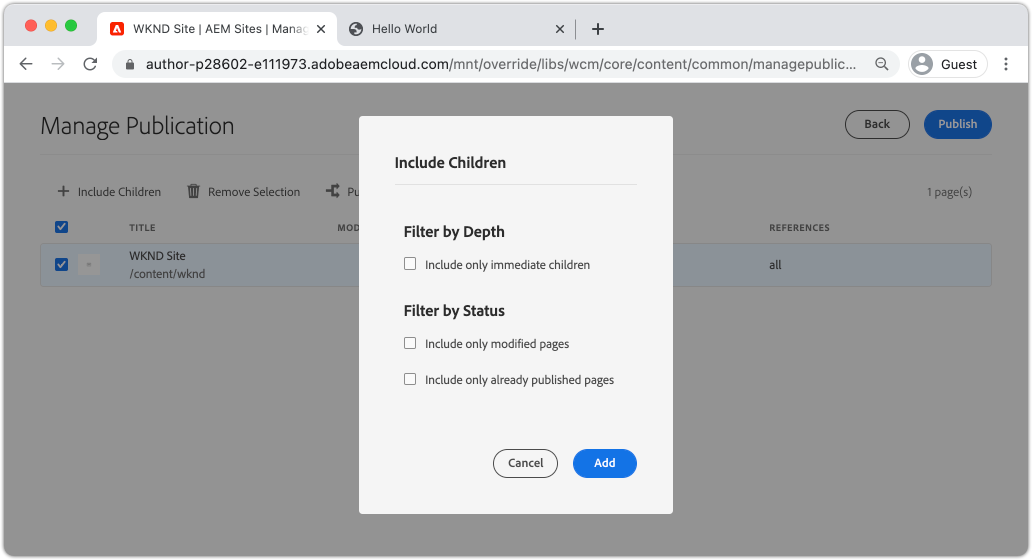 WKND Site | AEM Sites | Mana
Hello World
author-p28602-e111973.adobeaemcloud.com/mnt/override/libs/wcm/core/content/common/managepublic...
Guest
Manage Publication
Back
Publish
Include Children
Remove Selection
Pu
1 page(s)
TITLE
MOD
REFERENCES
WKND Site
/content/wknd
all
Include Children
Filter by Depth
Include only immediate children
Filter by Status
Include only modified pages
Include only already published pages
Cancel
Add